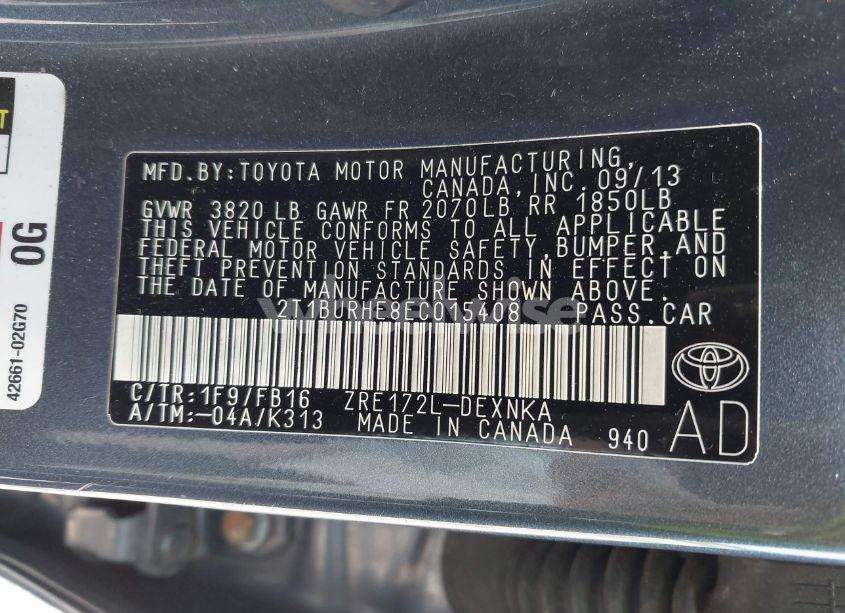 MFD.BY:TOYOTA MOTOR MANUFACTURING,
CANADA,INC. 09/13
GVWR 3820 LB GAWR FR 2070LB RR 1850LB
THIS VEHICLE CONFORMS TO ALL APPLICABLE
FEDERAL MOTOR VEHICLE SAFETY,BUMPER,AND
THEFT PREVENTION STANDARDS IN EFFECT ON
THE DATE OF MANUFACTURE SHOWN ABOVE.
2T1BURHE8EC015408 PASS.CAR
C/TR:1F9/FB16 ZRE172L-DEXNKA
A/TM:-04A/K313 MADE IN CANADA 940 AD
42661-02G70
0G
T